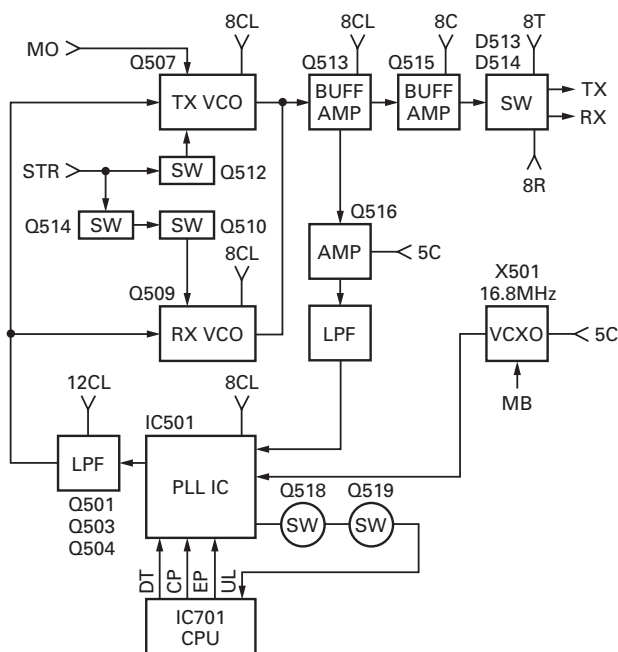 8CL
8CL
8C
D513
8T
MO
Q507
Q513
Q515
D514
TX VCO
BUFF
AMP
BUFF
AMP
SW
TX
RX
STR
SW
Q512
8R
Q514
SW
SW
Q510
Q516
8CL
AMP
5C
X501
16.8MHz
Q509
RX VCO
LPF
VCXO
5C
12CL
8CL
MB
IC501
LPF
PLL IC
Q518
Q519
Q501
Q503
Q504
SW
SW
DT
CP
EP
UL
IC701
CPU